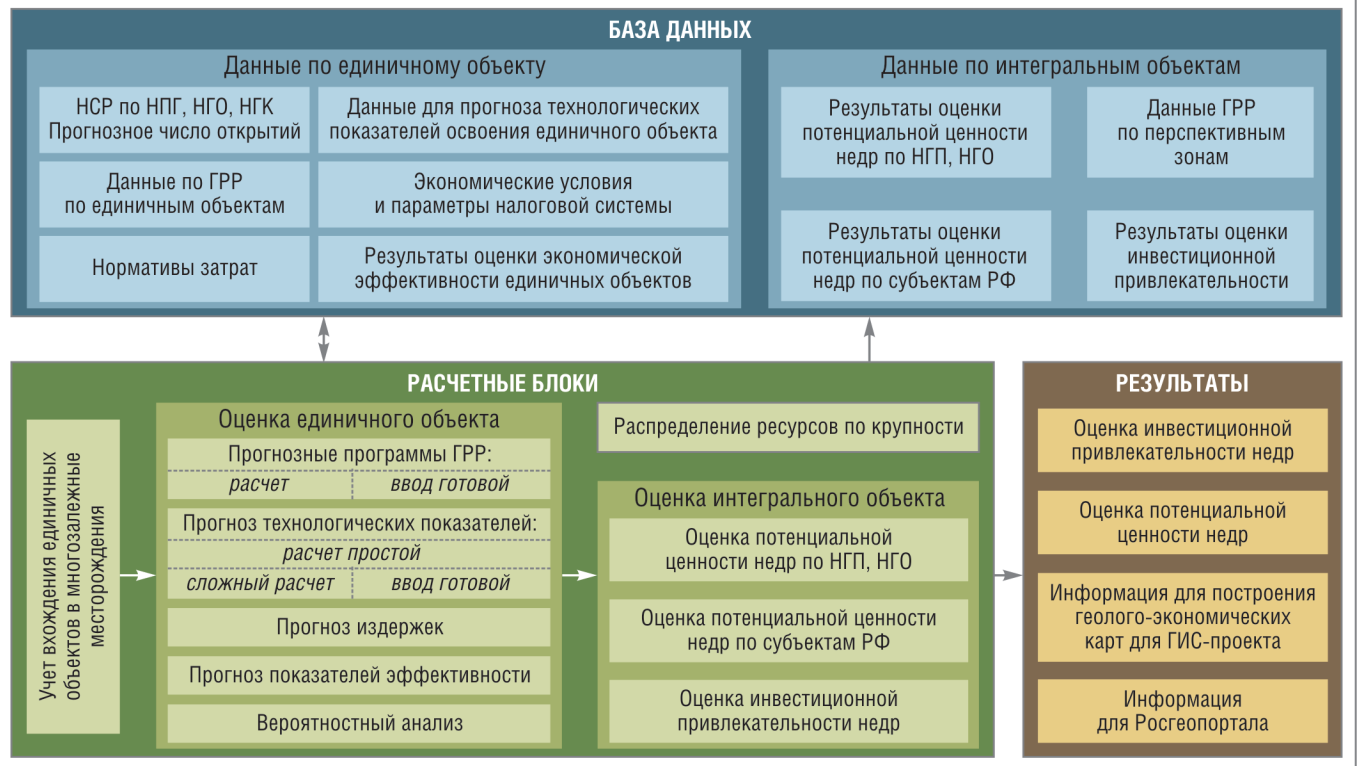 БАЗА ДАННЫХ
Данные по единичному объекту
НСР по НПГ, НГО, НГК
Прогнозное число открытий
Данные для прогноза технологических
показателей освоения единичного объекта
Данные по ГРР
по единичным объектам
Экономические условия
и параметры налоговой системы
Нормативы затрат
Результаты оценки экономической
эффективности единичных объектов
Данные по интегральным объектам
Результаты оценки
потенциальной ценности
недр по НГП, НГО
Данные ГРР
по перспективным
зонам
Результаты оценки
потенциальной ценности
недр по субъектам РФ
Результаты оценки
инвестиционной
привлекательности
РАСЧЕТНЫЕ БЛОКИ
Учет вхождения единичных
объектов в многозалежные
месторождения
Оценка единичного объекта
Прогнозные программы ГРР:
расчет
ввод готовой
Прогноз технологических показателей:
расчет простой
сложный расчет
ввод готовой
Прогноз издержек
Прогноз показателей эффективности
Вероятностный анализ
Распределение ресурсов по крупности
Оценка интегрального объекта
Оценка потенциальной
ценности недр по НГП, НГО
Оценка потенциальной ценности
недр по субъектам РФ
Оценка инвестиционной
привлекательности недр
РЕЗУЛЬТАТЫ
Оценка инвестиционной
привлекательности недр
Оценка потенциальной
ценности недр
Информация для построения
геолого-экономических
карт для ГИС-проекта
Информация
для Росгеопортала